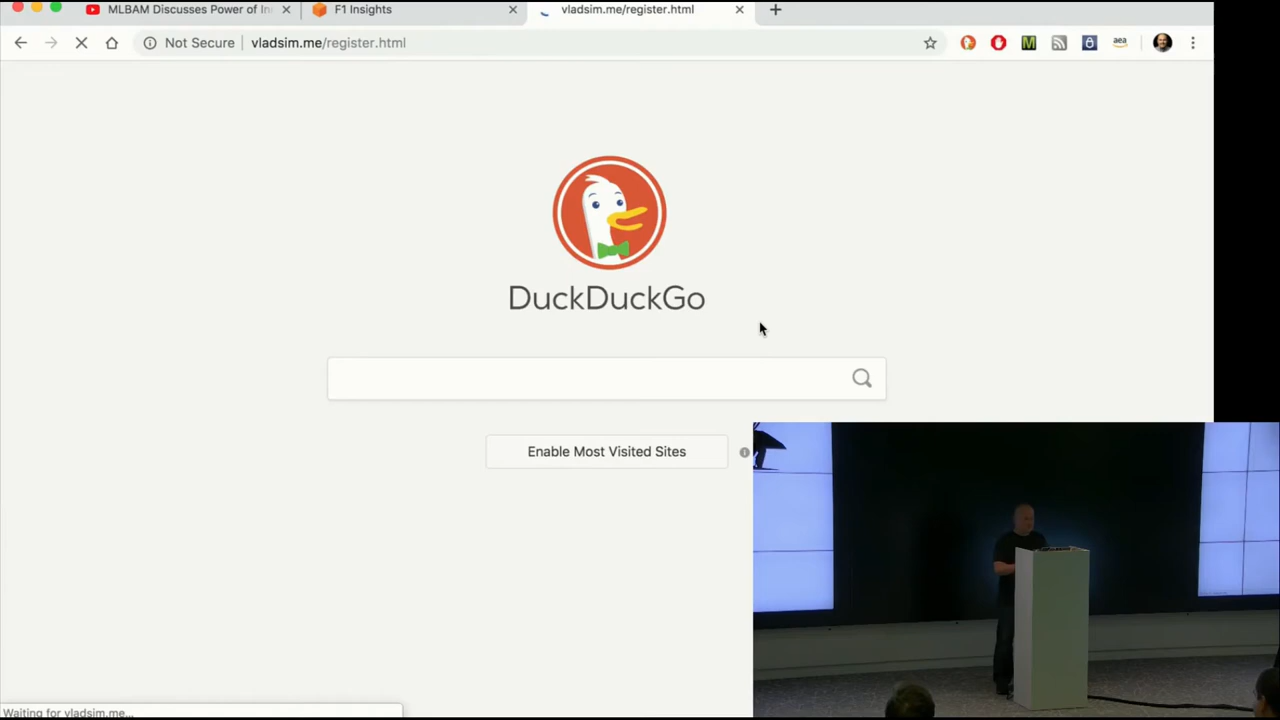 MLBAM Discusses Power of In
F1 Insights
vladsim.me/register.html
Not Secure
vladsim.me/register.html
aea
DuckDuckGo
Enable Most Visited Sites
Waiting for vladsim.me...